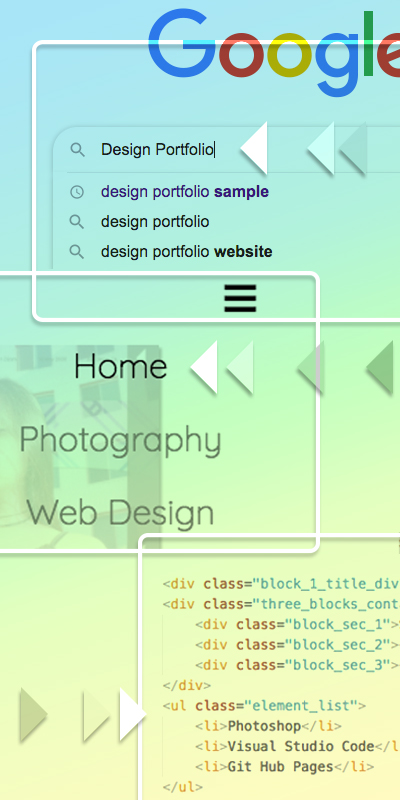 Google
Design Portfolio
design portfolio sample
design portfolio
design portfolio website
Home
Photography
Web Design
<div class="block_1_title_div
<div class="three_blocks_cont
<div class="block_sec_1">
<div class="block_sec_2">
<div class="block_sec_3">
</div>
<ul class="element_list">
<li>Photoshop</li>
<li>Visual Studio Code</l
<li>Git Hub Pages</li>
</ul>